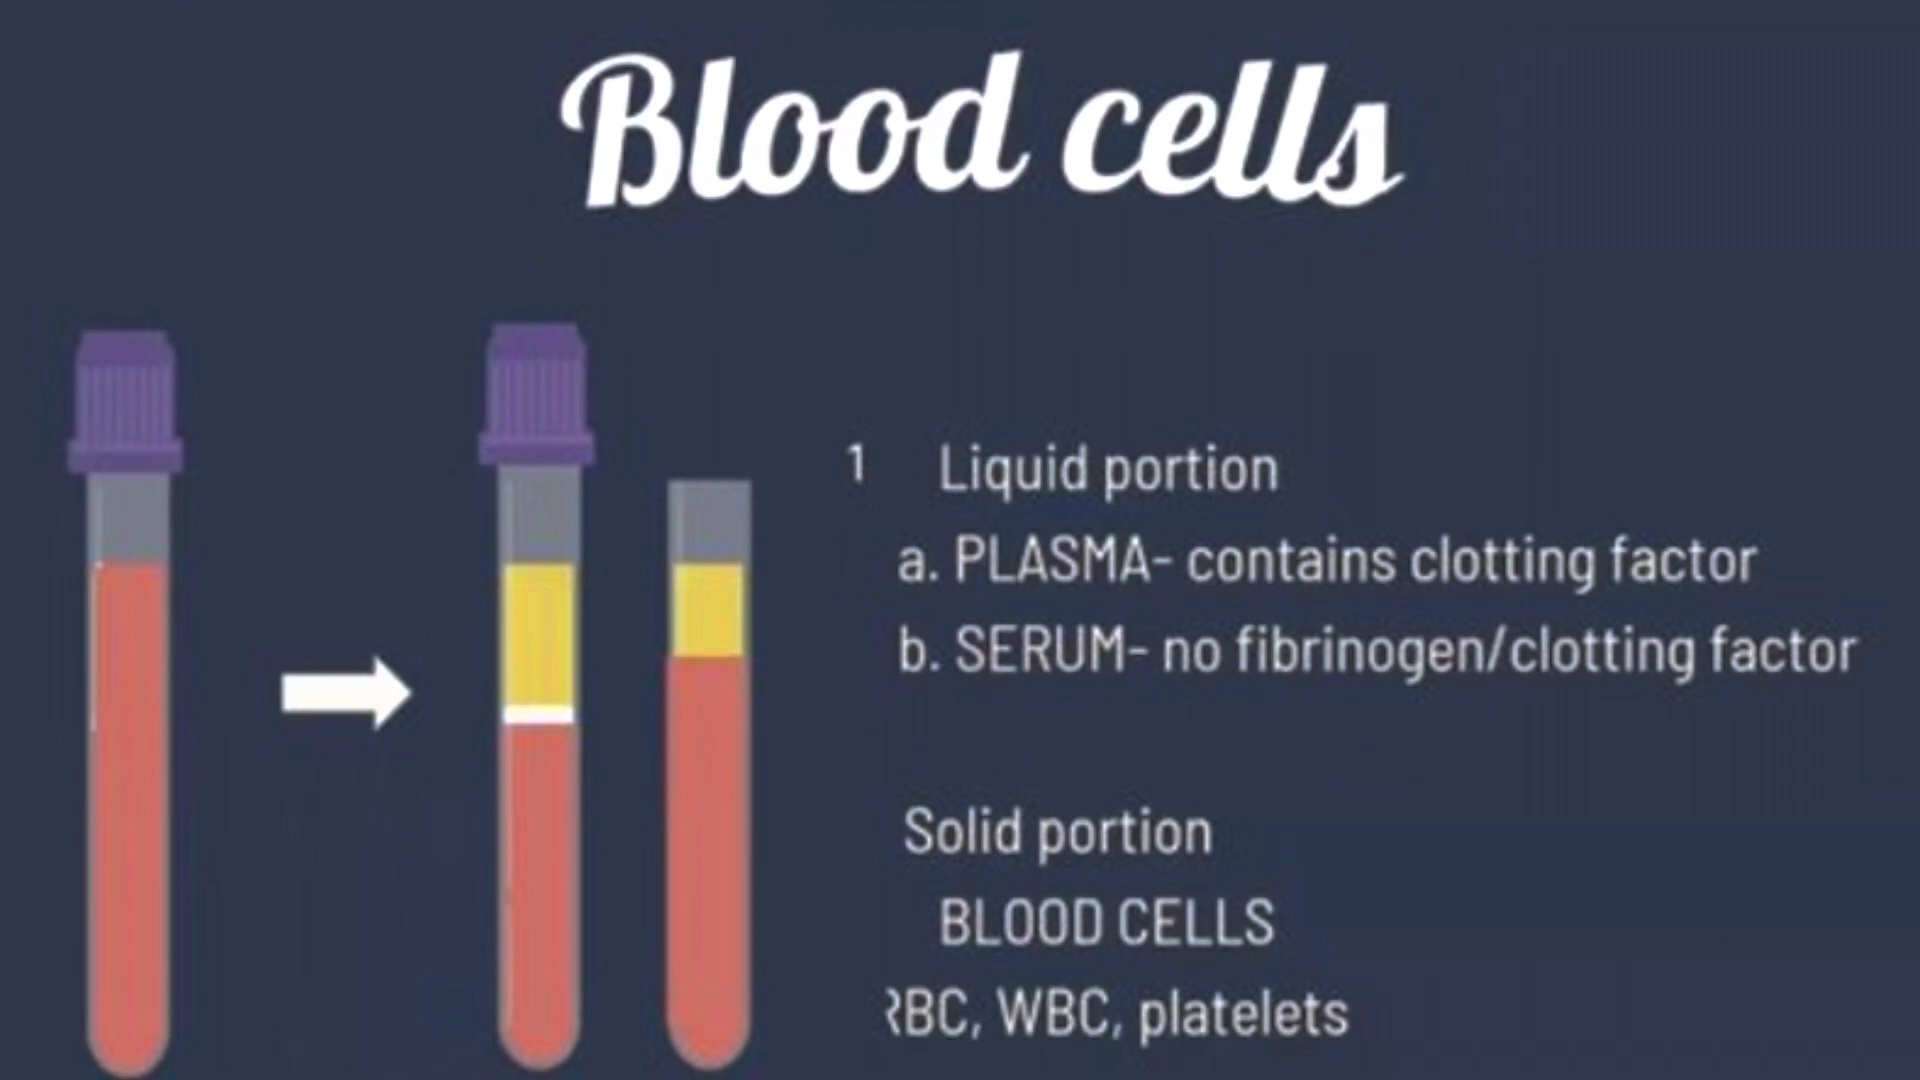 Blood cells
1 Liquid portion
a. PLASMA- contains clotting factor
b. SERUM- no fibrinogen/clotting factor
Solid portion
BLOOD CELLS
RBC, WBC, platelets